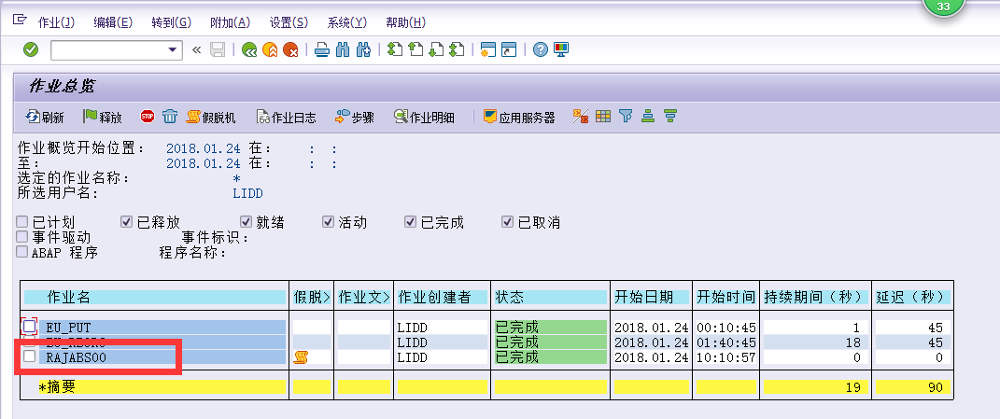 33
作业(J) 编辑(E) 转到(G) 附加(A) 设置(S) 系统(Y) 帮助(H)
作业总览
刷新 释放 STOP 假脱机 作业日志 步骤 作业明细 应用服务器
作业概览开始位置: 2018.01.24 在: : :
至: 2018.01.24 在: : :
选定的作业名称: *
所选用户名: LIDD
已计划 已释放 就绪 活动 已完成 已取消
事件驱动 事件标识:
ABAP 程序 程序名称:
作业名 假脱> 作业文> 作业创建者 状态 开始日期 开始时间 持续期间（秒） 延迟（秒）
EU_PUT LIDD 已完成 2018.01.24 00:10:45 1 45
LIDD 已完成 2018.01.24 01:40:45 18 45
RAJABS00 LIDD 已完成 2018.01.24 10:10:57 0 0
*摘要 19 90